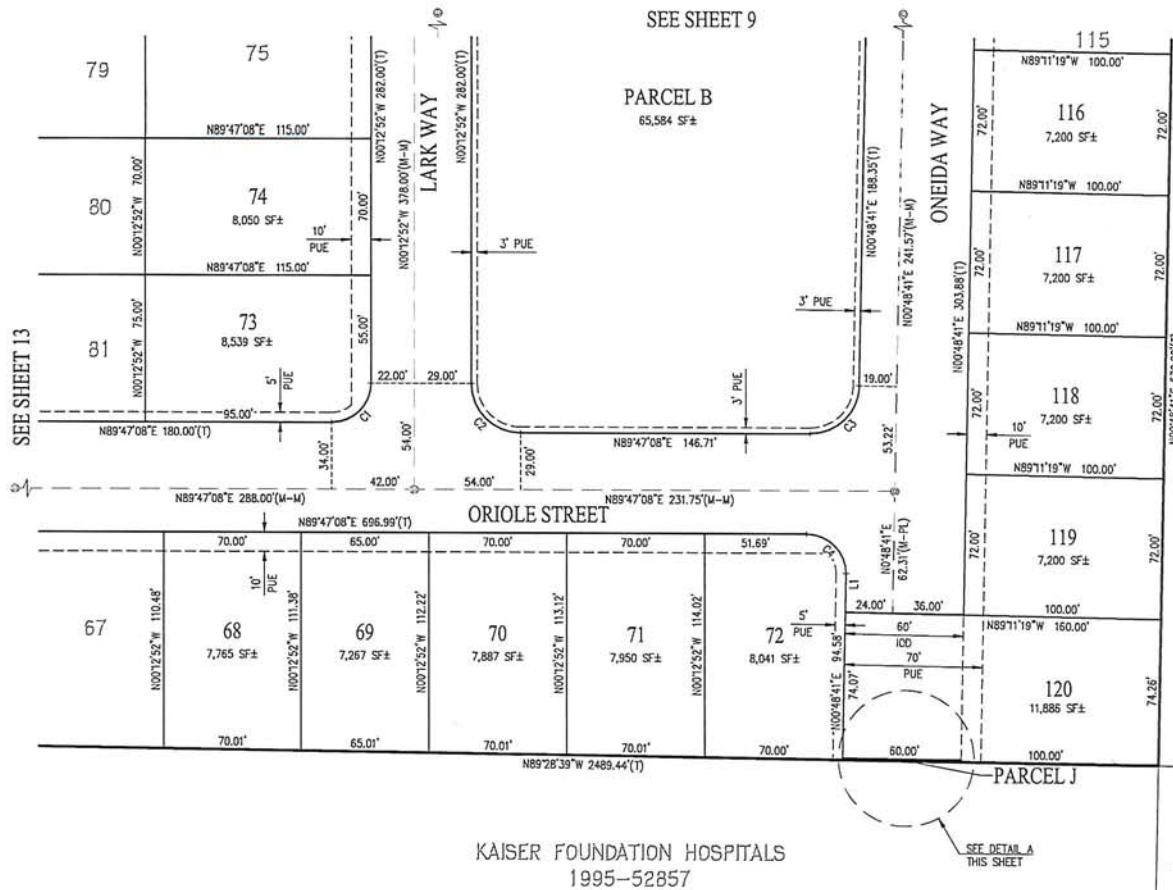 SEE SHEET 9
79
75
N89°47'08"E 115.00'
N00°12'52"W 282.00'(T)
LARK WAY
N00°12'52"W 378.00'(M-M)
N00°12'52"W 282.00'(T)
PARCEL B
65,584 SF±
N00°48'41"E 188.35'(T)
N00°48'41"E 241.57'(M-M)
ONEIDA WAY
N00°48'41"E 303.88'(T)
115
N89°11'19"W 100.00'
72.00'
116
7,200 SF±
72.00'
N89°11'19"W 100.00'
80
N00°12'52"W 70.00'
74
8,050 SF±
70.00'
10'
PUE
3' PUE
N89°47'08"E 115.00'
72.00'
117
7,200 SF±
72.00'
N89°11'19"W 100.00'
SEE SHEET 13
81
N00°12'52"W 75.00'
73
8,539 SF±
55.00'
5'
PUE
95.00'
C1
N89°47'08"E 180.00'(T)
22.00'
29.00'
C2
3' PUE
3' PUE
19.00'
C3
N89°47'08"E 146.71'
72.00'
118
7,200 SF±
72.00'
10'
PUE
N89°11'19"W 100.00'
34.00'
54.00'
29.00'
53.22'
42.00'
54.00'
N89°47'08"E 288.00'(M-M)
N89°47'08"E 231.75'(M-M)
ORIOLE STREET
N89°47'08"E 696.99'(T)
N0°48'41"E
62.31'(M-PL)
72.00'
119
7,200 SF±
72.00'
100.00'
N89°11'19"W 160.00'
70.00'
65.00'
70.00'
70.00'
51.69'
C4
L1
10'
PUE
24.00'
36.00'
60'
IOD
70'
PUE
5'
PUE
67
N00°12'52"W 110.48'
68
7,765 SF±
N00°12'52"W 111.38'
69
7,267 SF±
N00°12'52"W 112.22'
70
7,887 SF±
N00°12'52"W 113.12'
71
7,950 SF±
N00°12'52"W 114.02'
72
8,041 SF±
N00°48'41"E 94.58'
74.07'
120
11,886 SF±
74.26'
70.01'
65.01'
70.01'
70.01'
70.00'
60.00'
100.00'
N89°28'39"W 2489.44'(T)
PARCEL J
SEE DETAIL A
THIS SHEET
KAISER FOUNDATION HOSPITALS
1995-52857